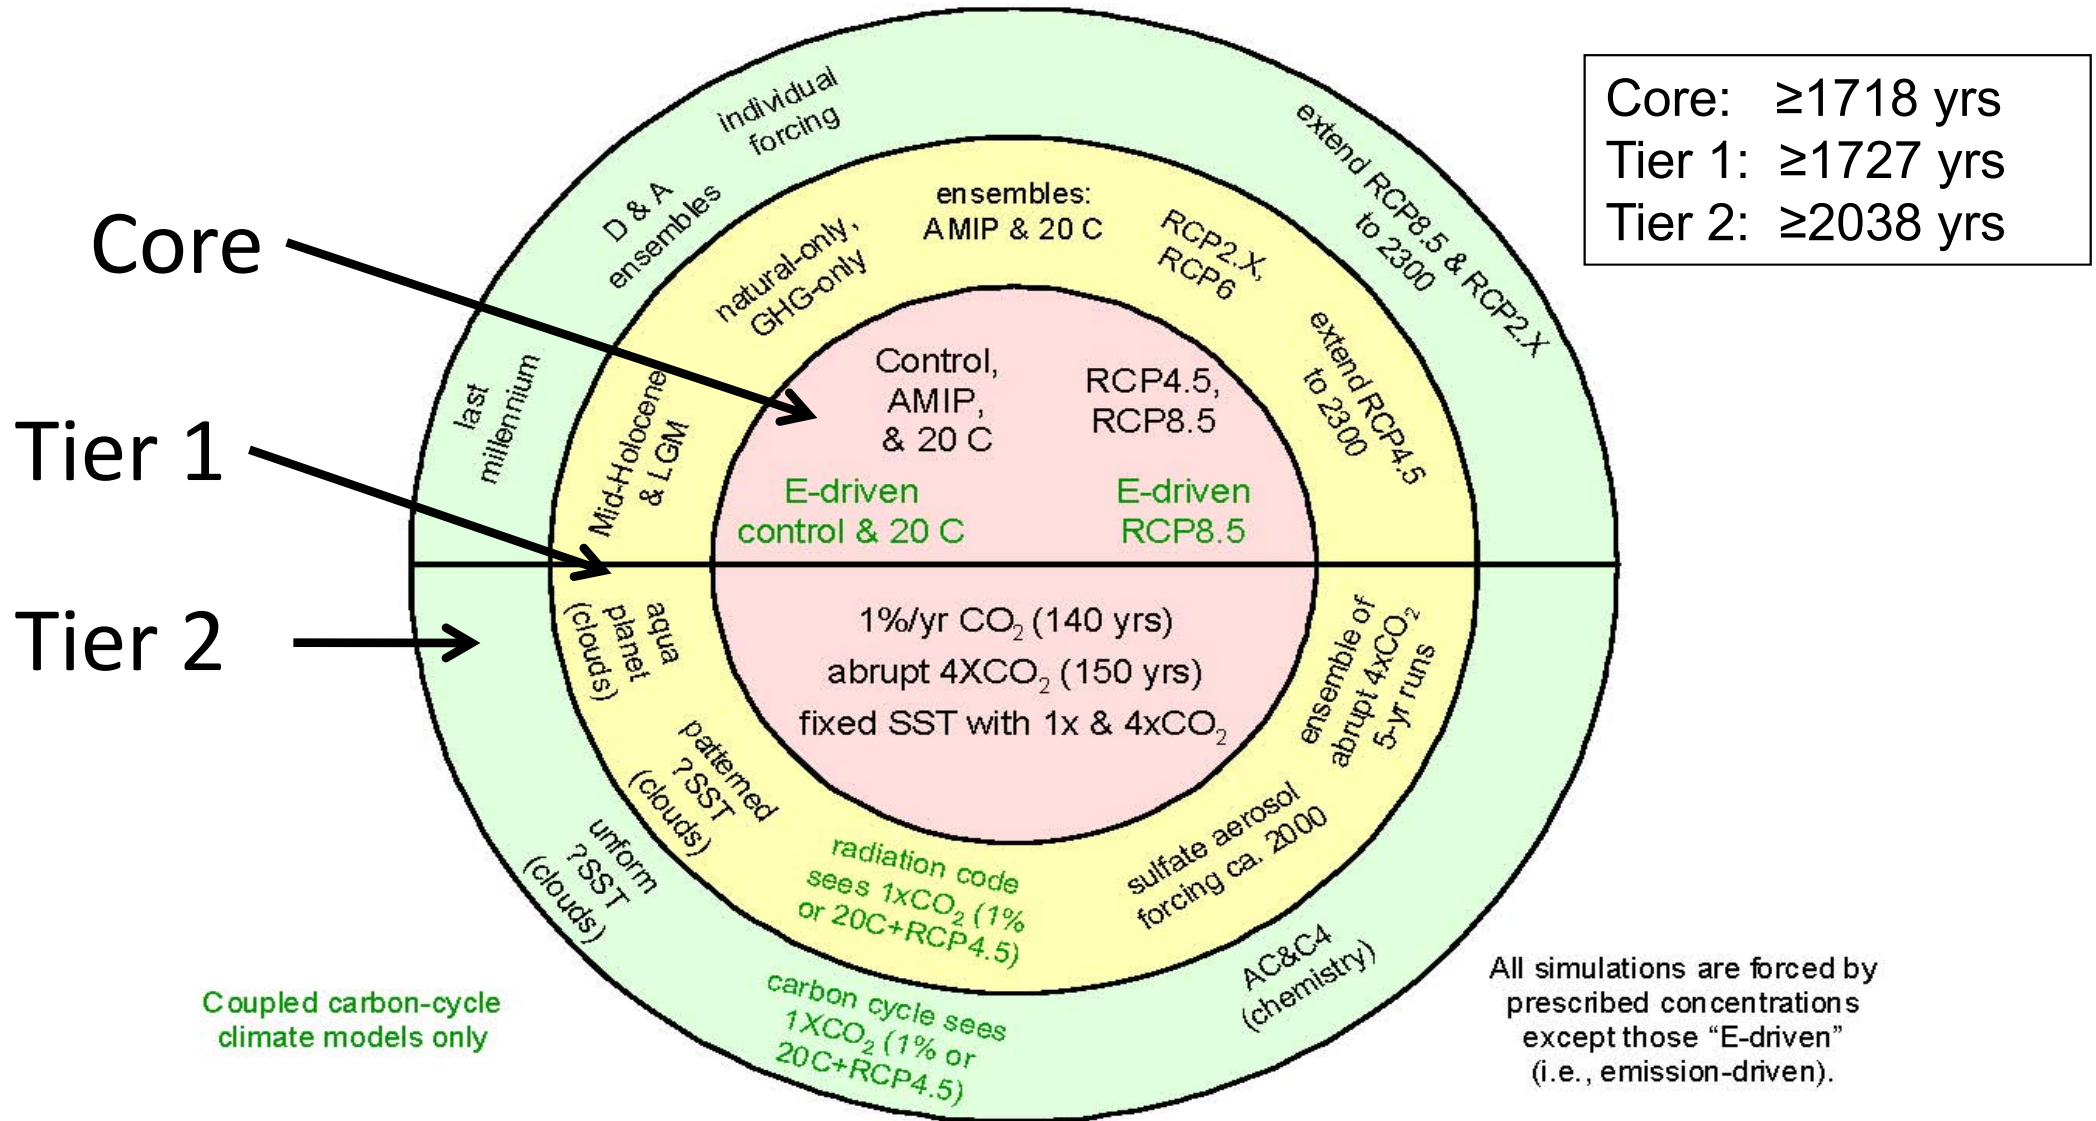 Core: ≥1718 yrs
Tier 1: ≥1727 yrs
Tier 2: ≥2038 yrs
Core
Tier 1
Tier 2
individual
forcing
D & A
ensembles
last
millennium
extend RCP8.5 & RCP2.X
to 2300
ensembles:
AMIP & 20 C
natural-only,
GHG-only
RCP2.X,
RCP6
Mid-Holocene
& LGM
extend RCP4.5
to 2300
Control,
AMIP,
& 20 C
RCP4.5,
RCP8.5
E-driven
control & 20 C
E-driven
RCP8.5
1%/yr CO₂ (140 yrs)
abrupt 4XCO₂ (150 yrs)
fixed SST with 1x & 4xCO₂
aqua
planet
(clouds)
ensemble of
abrupt 4xCO₂
5-yr runs
patterned
?SST
(clouds)
sulfate aerosol
forcing ca. 2000
radiation code
sees 1xCO₂ (1%
or 20C+RCP4.5)
unform
?SST
(clouds)
carbon cycle sees
1XCO₂ (1% or
20C+RCP4.5)
AC&C4
(chemistry)
Coupled carbon-cycle
climate models only
All simulations are forced by
prescribed concentrations
except those “E-driven”
(i.e., emission-driven).